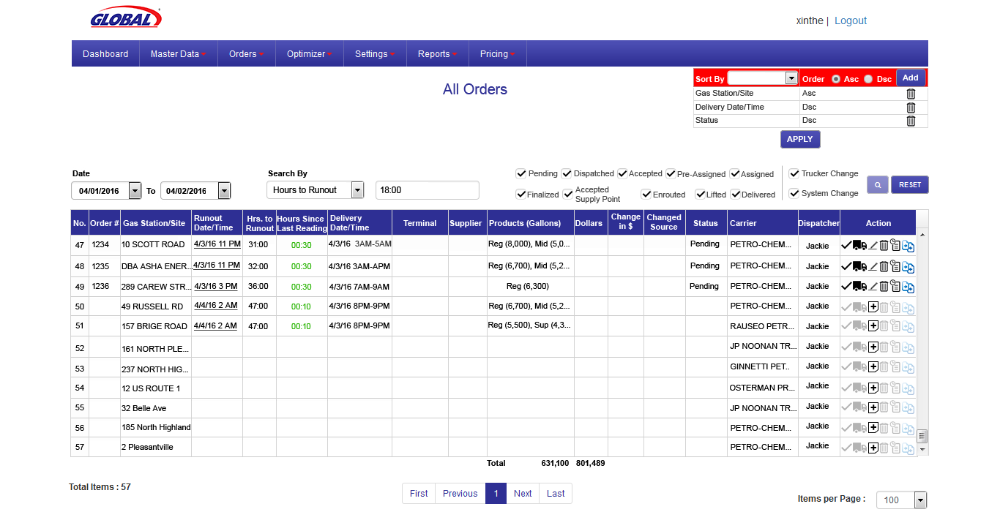 GLOBAL
xinthe | Logout
Dashboard Master Data Orders Optimizer Settings Reports Pricing
All Orders
Sort By Order Asc Dsc Add
Gas Station/Site Asc
Delivery Date/Time Dsc
Status Dsc
APPLY
Date Search By
04/01/2016 To 04/02/2016 Hours to Runout 18:00
Pending Dispatched Accepted Pre-Assigned Assigned Trucker Change
Finalized Accepted Supply Point Enrouted Lifted Delivered System Change RESET
No. Order # Gas Station/Site Runout Date/Time Hrs. to Runout Hours Since Last Reading Delivery Date/Time Terminal Supplier Products (Gallons) Dollars Change in $ Changed Source Status Carrier Dispatcher Action
47 1234 10 SCOTT ROAD 4/3/16 11 PM 31:00 00:30 4/3/16 3AM-5AM Reg (8,000), Mid (5,0... Pending PETRO-CHEM... Jackie
48 1235 DBA ASHA ENER... 4/3/16 11 PM 32:00 00:30 4/3/16 3AM-APM Reg (6,700), Mid (5,2... Pending PETRO-CHEM... Jackie
49 1236 289 CAREW STR... 4/3/16 3 PM 36:00 00:30 4/3/16 7AM-9AM Reg (6,300) Pending PETRO-CHEM... Jackie
50 49 RUSSELL RD 4/4/16 2 AM 47:00 00:10 4/3/16 8PM-9PM Reg (6,700), Mid (5,2... PETRO-CHEM... Jackie
51 157 BRIGE ROAD 4/4/16 2 AM 47:00 00:10 4/3/16 8PM-9PM Reg (5,500), Sup (4,3... RAUSEO PETR... Jackie
52 161 NORTH PLE... JP NOONAN TR... Jackie
53 237 NORTH HIG... GINNETTI PET.. Jackie
54 12 US ROUTE 1 OSTERMAN PR... Jackie
55 32 Belle Ave JP NOONAN TR... Jackie
56 185 North Highland PETRO-CHEM... Jackie
57 2 Pleasantville PETRO-CHEM... Jackie
Total 631,100 801,489
Total Items : 57 First Previous 1 Next Last Items per Page : 100